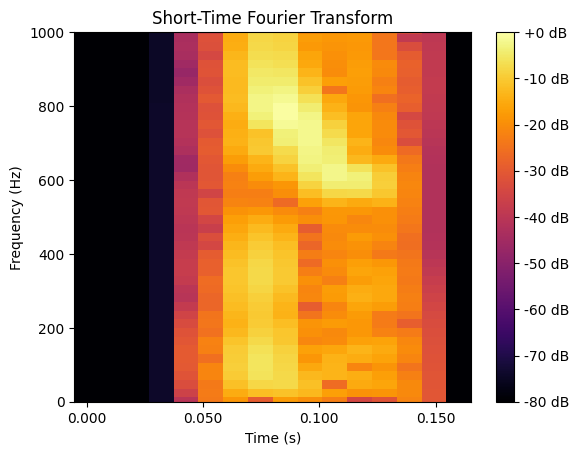 Short-Time Fourier Transform
Frequency (Hz)
1000
800
600
400
200
0
0.000
0.050
0.100
0.150
Time (s)
+0 dB
-10 dB
-20 dB
-30 dB
-40 dB
-50 dB
-60 dB
-70 dB
-80 dB